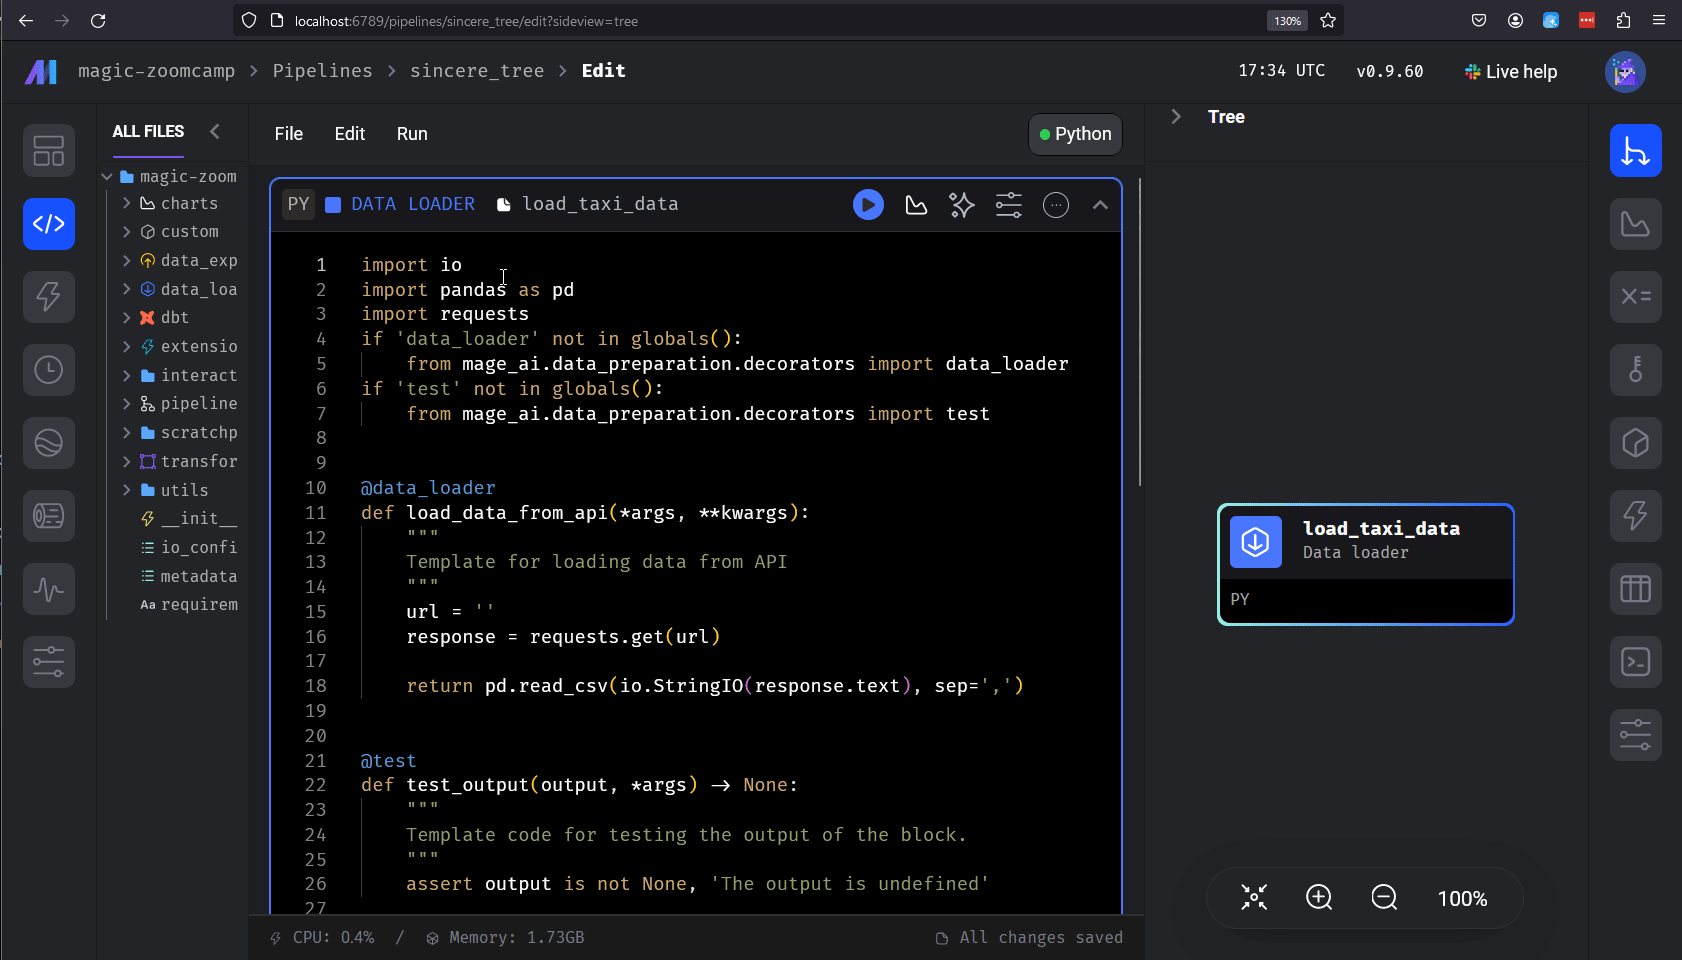 localhost:6789/pipelines/sincere_tree/edit?sideview=tree
130%
magic-zoomcamp > Pipelines > sincere_tree > Edit
17:34 UTC
v0.9.60
Live help
ALL FILES
magic-zoom
charts
custom
data_exp
data_loa
dbt
extensio
interact
pipeline
scratchp
transfor
utils
__init__
io_confi
metadata
Aa requirem
File Edit Run
Python
PY DATA LOADER load_taxi_data
1 import io
2 import pandas as pd
3 import requests
4 if 'data_loader' not in globals():
5 from mage_ai.data_preparation.decorators import data_loader
6 if 'test' not in globals():
7 from mage_ai.data_preparation.decorators import test
8
9
10 @data_loader
11 def load_data_from_api(*args, **kwargs):
12 """
13 Template for loading data from API
14 """
15 url = ''
16 response = requests.get(url)
17
18 return pd.read_csv(io.StringIO(response.text), sep=',')
19
20
21 @test
22 def test_output(output, *args) -> None:
23 """
24 Template code for testing the output of the block.
25 """
26 assert output is not None, 'The output is undefined'
27
CPU: 0.4% / Memory: 1.73GB
All changes saved
Tree
load_taxi_data
Data loader
PY
100%